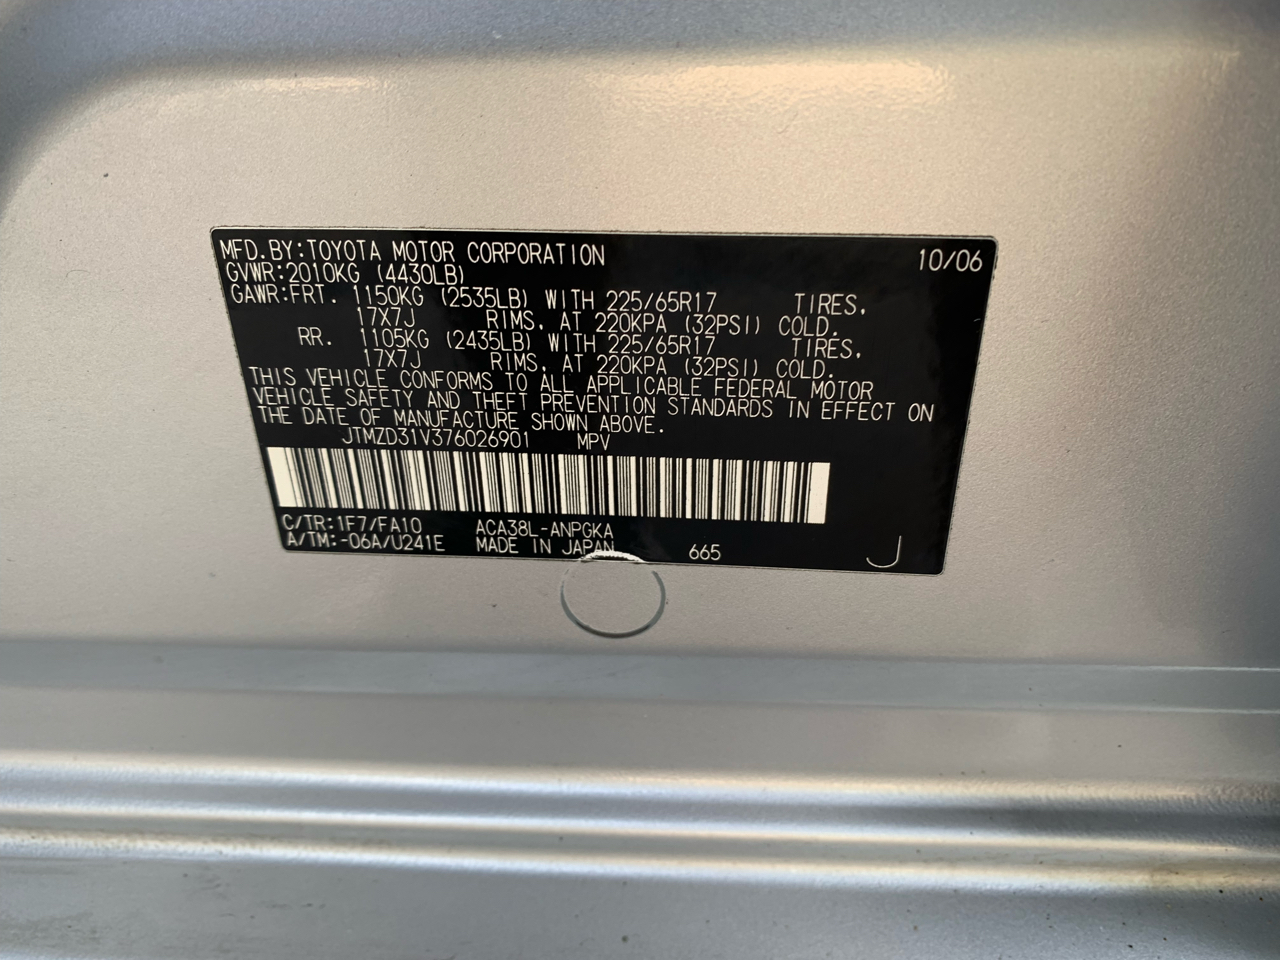 MFD.BY:TOYOTA MOTOR CORPORATION 10/06
GVWR:2010KG (4430LB)
GAWR:FRT. 1150KG (2535LB) WITH 225/65R17 TIRES,
17X7J RIMS, AT 220KPA (32PSI) COLD.
RR. 1105KG (2435LB) WITH 225/65R17 TIRES,
17X7J RIMS, AT 220KPA (32PSI) COLD.
THIS VEHICLE CONFORMS TO ALL APPLICABLE FEDERAL MOTOR
VEHICLE SAFETY AND THEFT PREVENTION STANDARDS IN EFFECT ON
THE DATE OF MANUFACTURE SHOWN ABOVE.
JTMZD31V376026901 MPV
C/TR:1F7/FA10 ACA38L-ANPGKA
A/TM:-06A/U241E MADE IN JAPAN 665 J